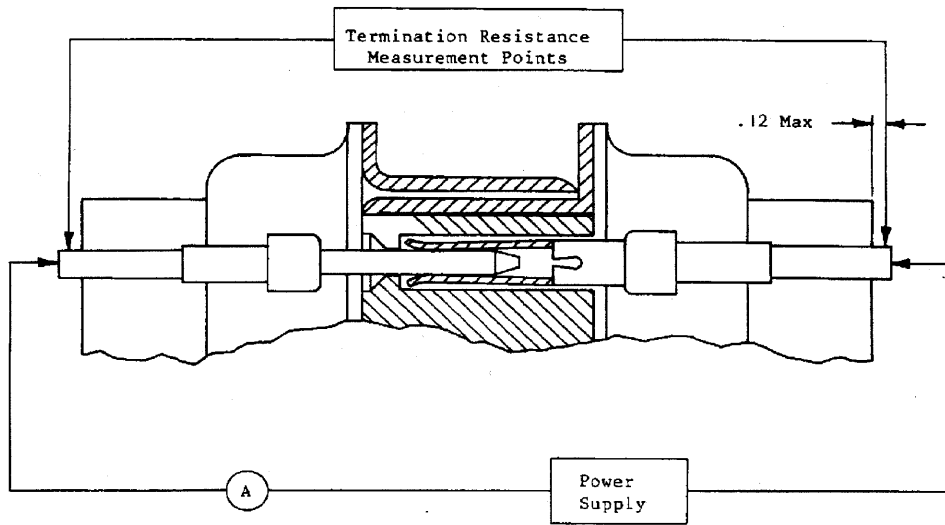 Termination Resistance
Measurement Points
.12 Max
A
Power
Supply